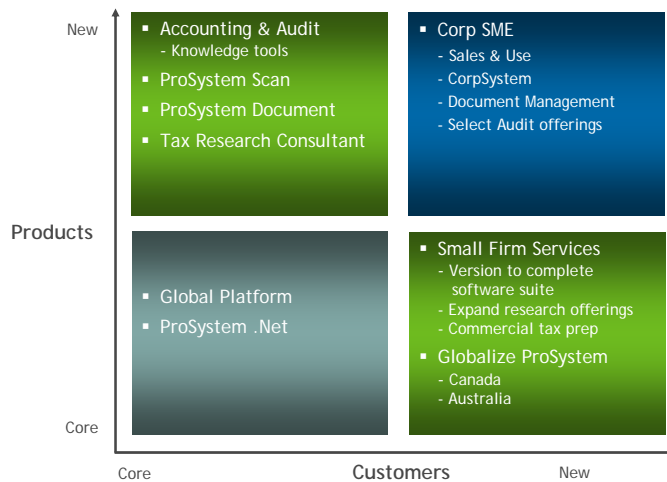 New
▪ Accounting & Audit
- Knowledge tools
▪ ProSystem Scan
▪ ProSystem Document
▪ Tax Research Consultant
▪ Corp SME
- Sales & Use
- CorpSystem
- Document Management
- Select Audit offerings
Products
▪ Global Platform
▪ ProSystem .Net
▪ Small Firm Services
- Version to complete
software suite
- Expand research offerings
- Commercial tax prep
▪ Globalize ProSystem
- Canada
- Australia
Core
Core
Customers
New